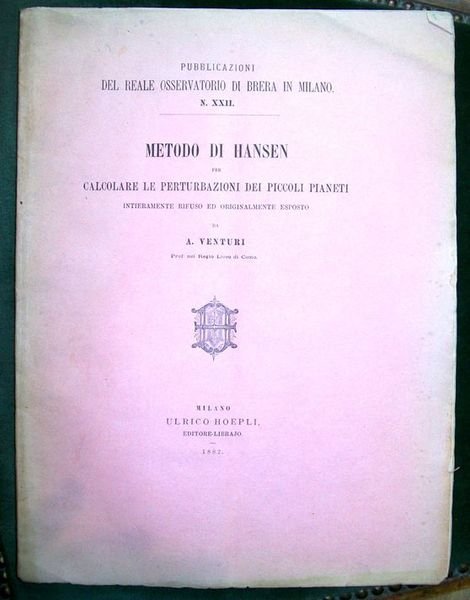 PUBBLICAZIONI
DEL REALE OSSERVATORIO DI BRERA IN MILANO.
N. XXII.
METODO DI HANSEN
PER
CALCOLARE LE PERTURBAZIONI DEI PICCOLI PIANETI
INTIERAMENTE RIFUSO ED ORIGINALMENTE ESPOSTO
DA
A. VENTURI
Prof. nel Regio Liceo di Como.
MILANO
ULRICO HOEPLI,
EDITORE-LIBRAJO.
1882.